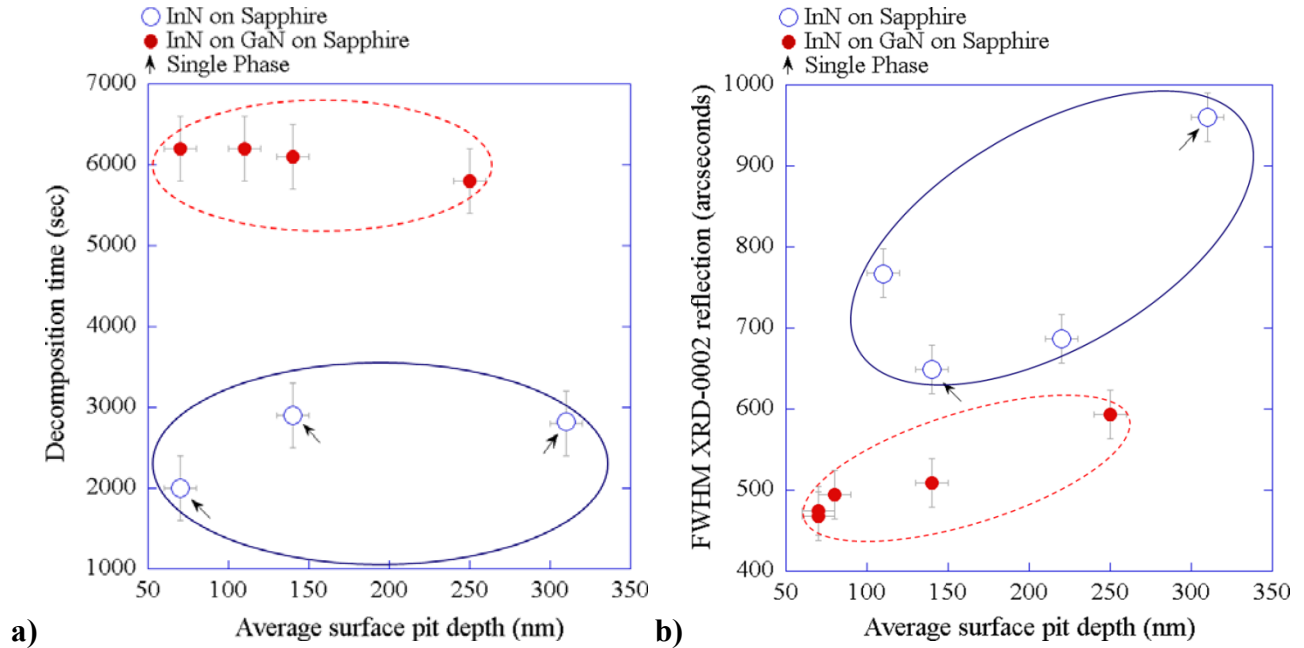 InN on Sapphire
InN on GaN on Sapphire
Single Phase
7000
6000
5000
4000
3000
2000
1000
Decomposition time (sec)
50 100 150 200 250 300 350
Average surface pit depth (nm)
a)
InN on Sapphire
InN on GaN on Sapphire
Single Phase
1000
900
800
700
600
500
400
FWHM XRD-0002 reflection (arcseconds)
50 100 150 200 250 300 350
Average surface pit depth (nm)
b)